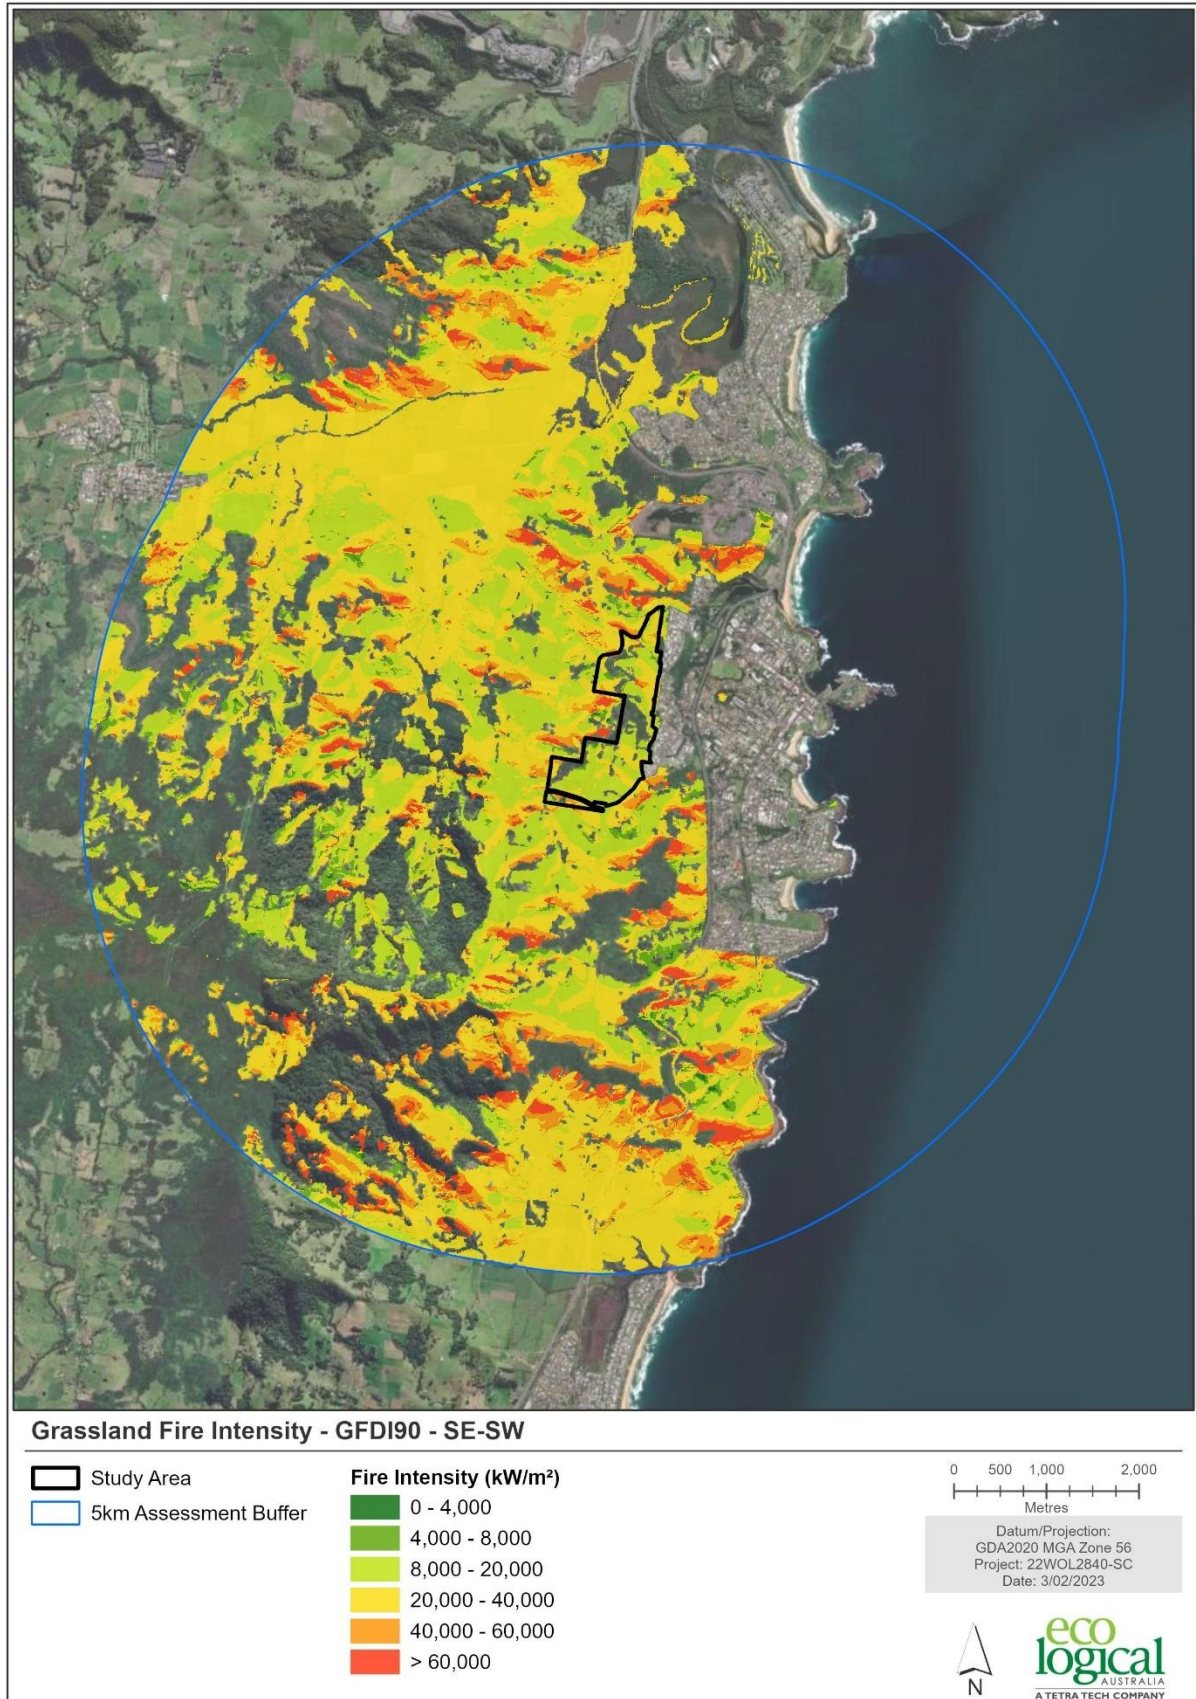 Grassland Fire Intensity - GFDI90 - SE-SW
Study Area
5km Assessment Buffer
Fire Intensity (kW/m²)
0 - 4,000
4,000 - 8,000
8,000 - 20,000
20,000 - 40,000
40,000 - 60,000
> 60,000
0 500 1,000 2,000
Metres
Datum/Projection:
GDA2020 MGA Zone 56
Project: 22WOL2840-SC
Date: 3/02/2023
N
eco
logical
AUSTRALIA
A TETRA TECH COMPANY